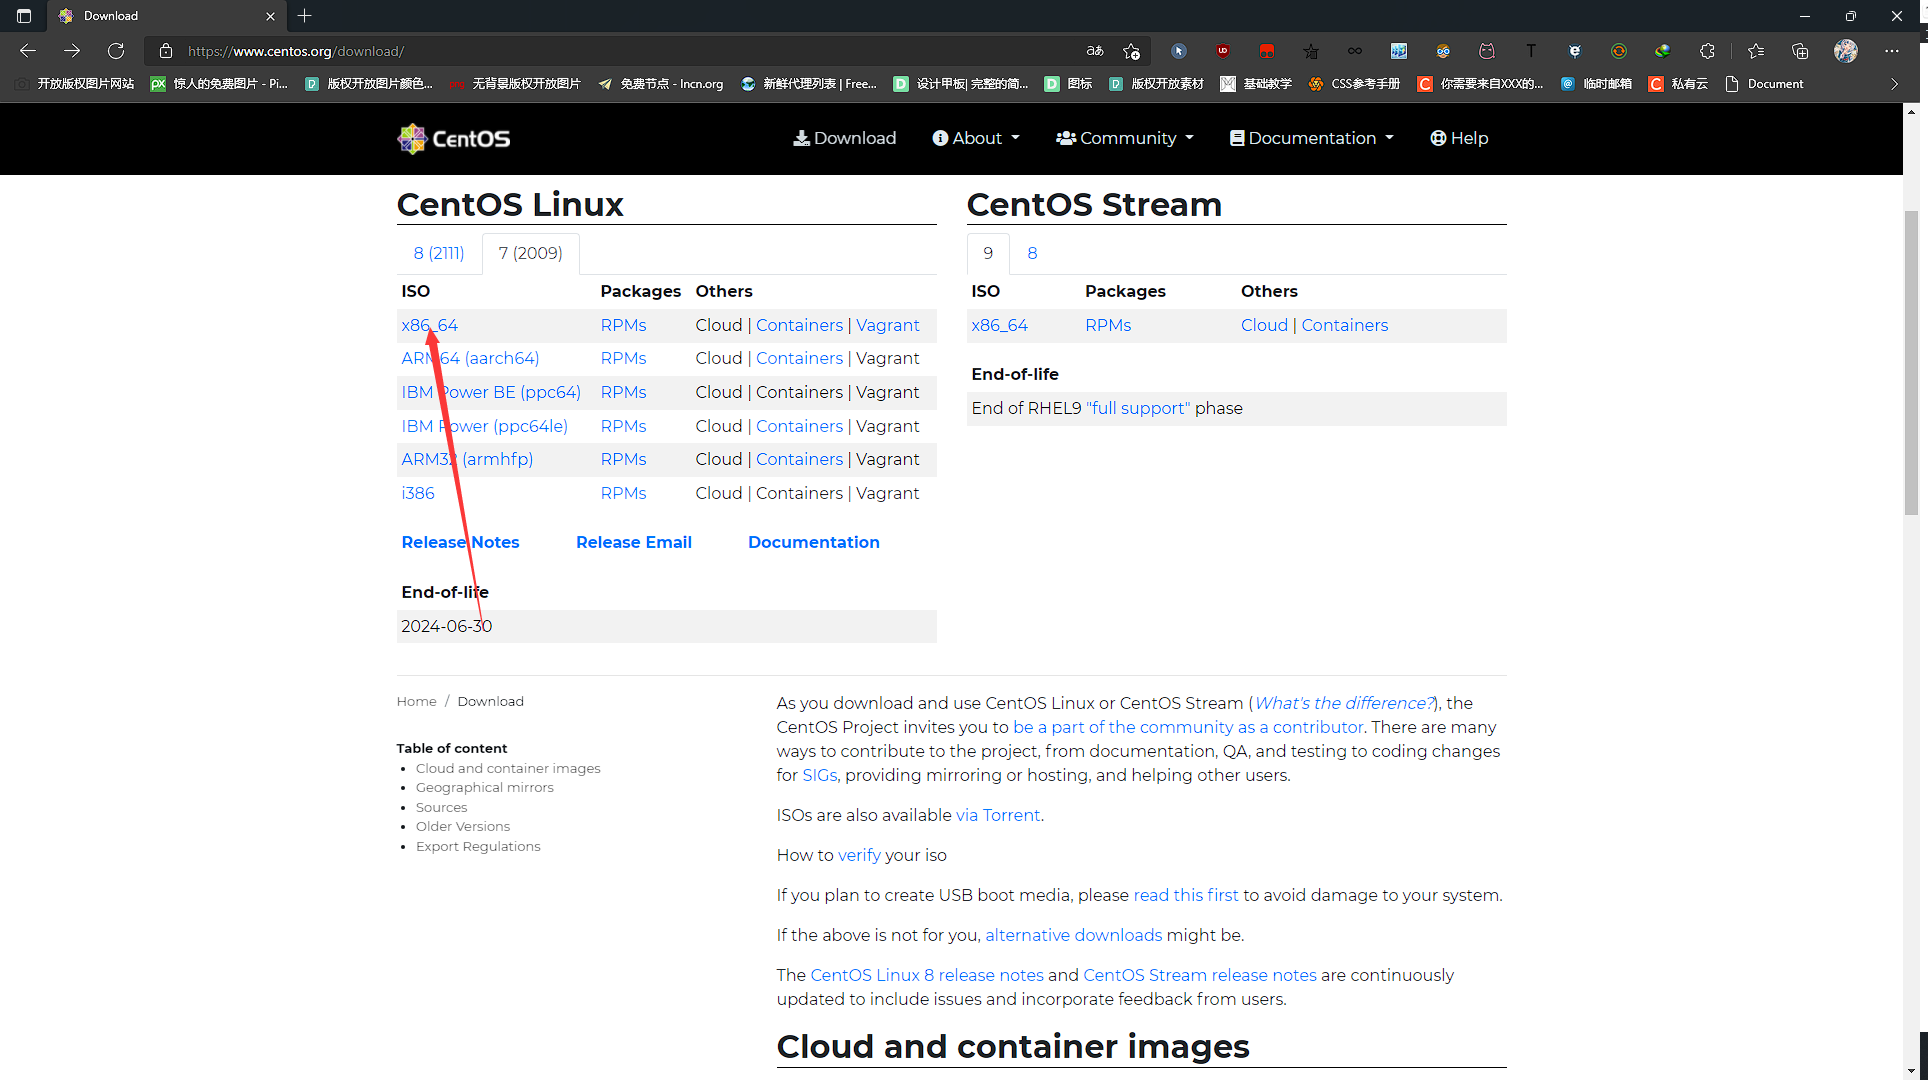 Download
https://www.centos.org/download/
开放版权图片网站
惊人的免费图片 - Pi...
版权开放图片颜色...
无背景版权开放图片
免费节点 - lncn.org
新鲜代理列表 | Free...
设计甲板| 完整的简...
图标
版权开放素材
基础教学
CSS参考手册
你需要来自XXX的...
临时邮箱
私有云
Document
CentOS
Download
About
Community
Documentation
Help
CentOS Linux
8 (2111) 7 (2009)
ISO Packages Others
x86_64 RPMs Cloud | Containers | Vagrant
ARM64 (aarch64) RPMs Cloud | Containers | Vagrant
IBM Power BE (ppc64) RPMs Cloud | Containers | Vagrant
IBM Power (ppc64le) RPMs Cloud | Containers | Vagrant
ARM32 (armhfp) RPMs Cloud | Containers | Vagrant
i386 RPMs Cloud | Containers | Vagrant
Release Notes Release Email Documentation
End-of-life
2024-06-30
CentOS Stream
9 8
ISO Packages Others
x86_64 RPMs Cloud | Containers
End-of-life
End of RHEL9 "full support" phase
Home / Download
Table of content
Cloud and container images
Geographical mirrors
Sources
Older Versions
Export Regulations
As you download and use CentOS Linux or CentOS Stream (What's the difference?), the
CentOS Project invites you to be a part of the community as a contributor. There are many
ways to contribute to the project, from documentation, QA, and testing to coding changes
for SIGs, providing mirroring or hosting, and helping other users.
ISOs are also available via Torrent.
How to verify your iso
If you plan to create USB boot media, please read this first to avoid damage to your system.
If the above is not for you, alternative downloads might be.
The CentOS Linux 8 release notes and CentOS Stream release notes are continuously
updated to include issues and incorporate feedback from users.
Cloud and container images